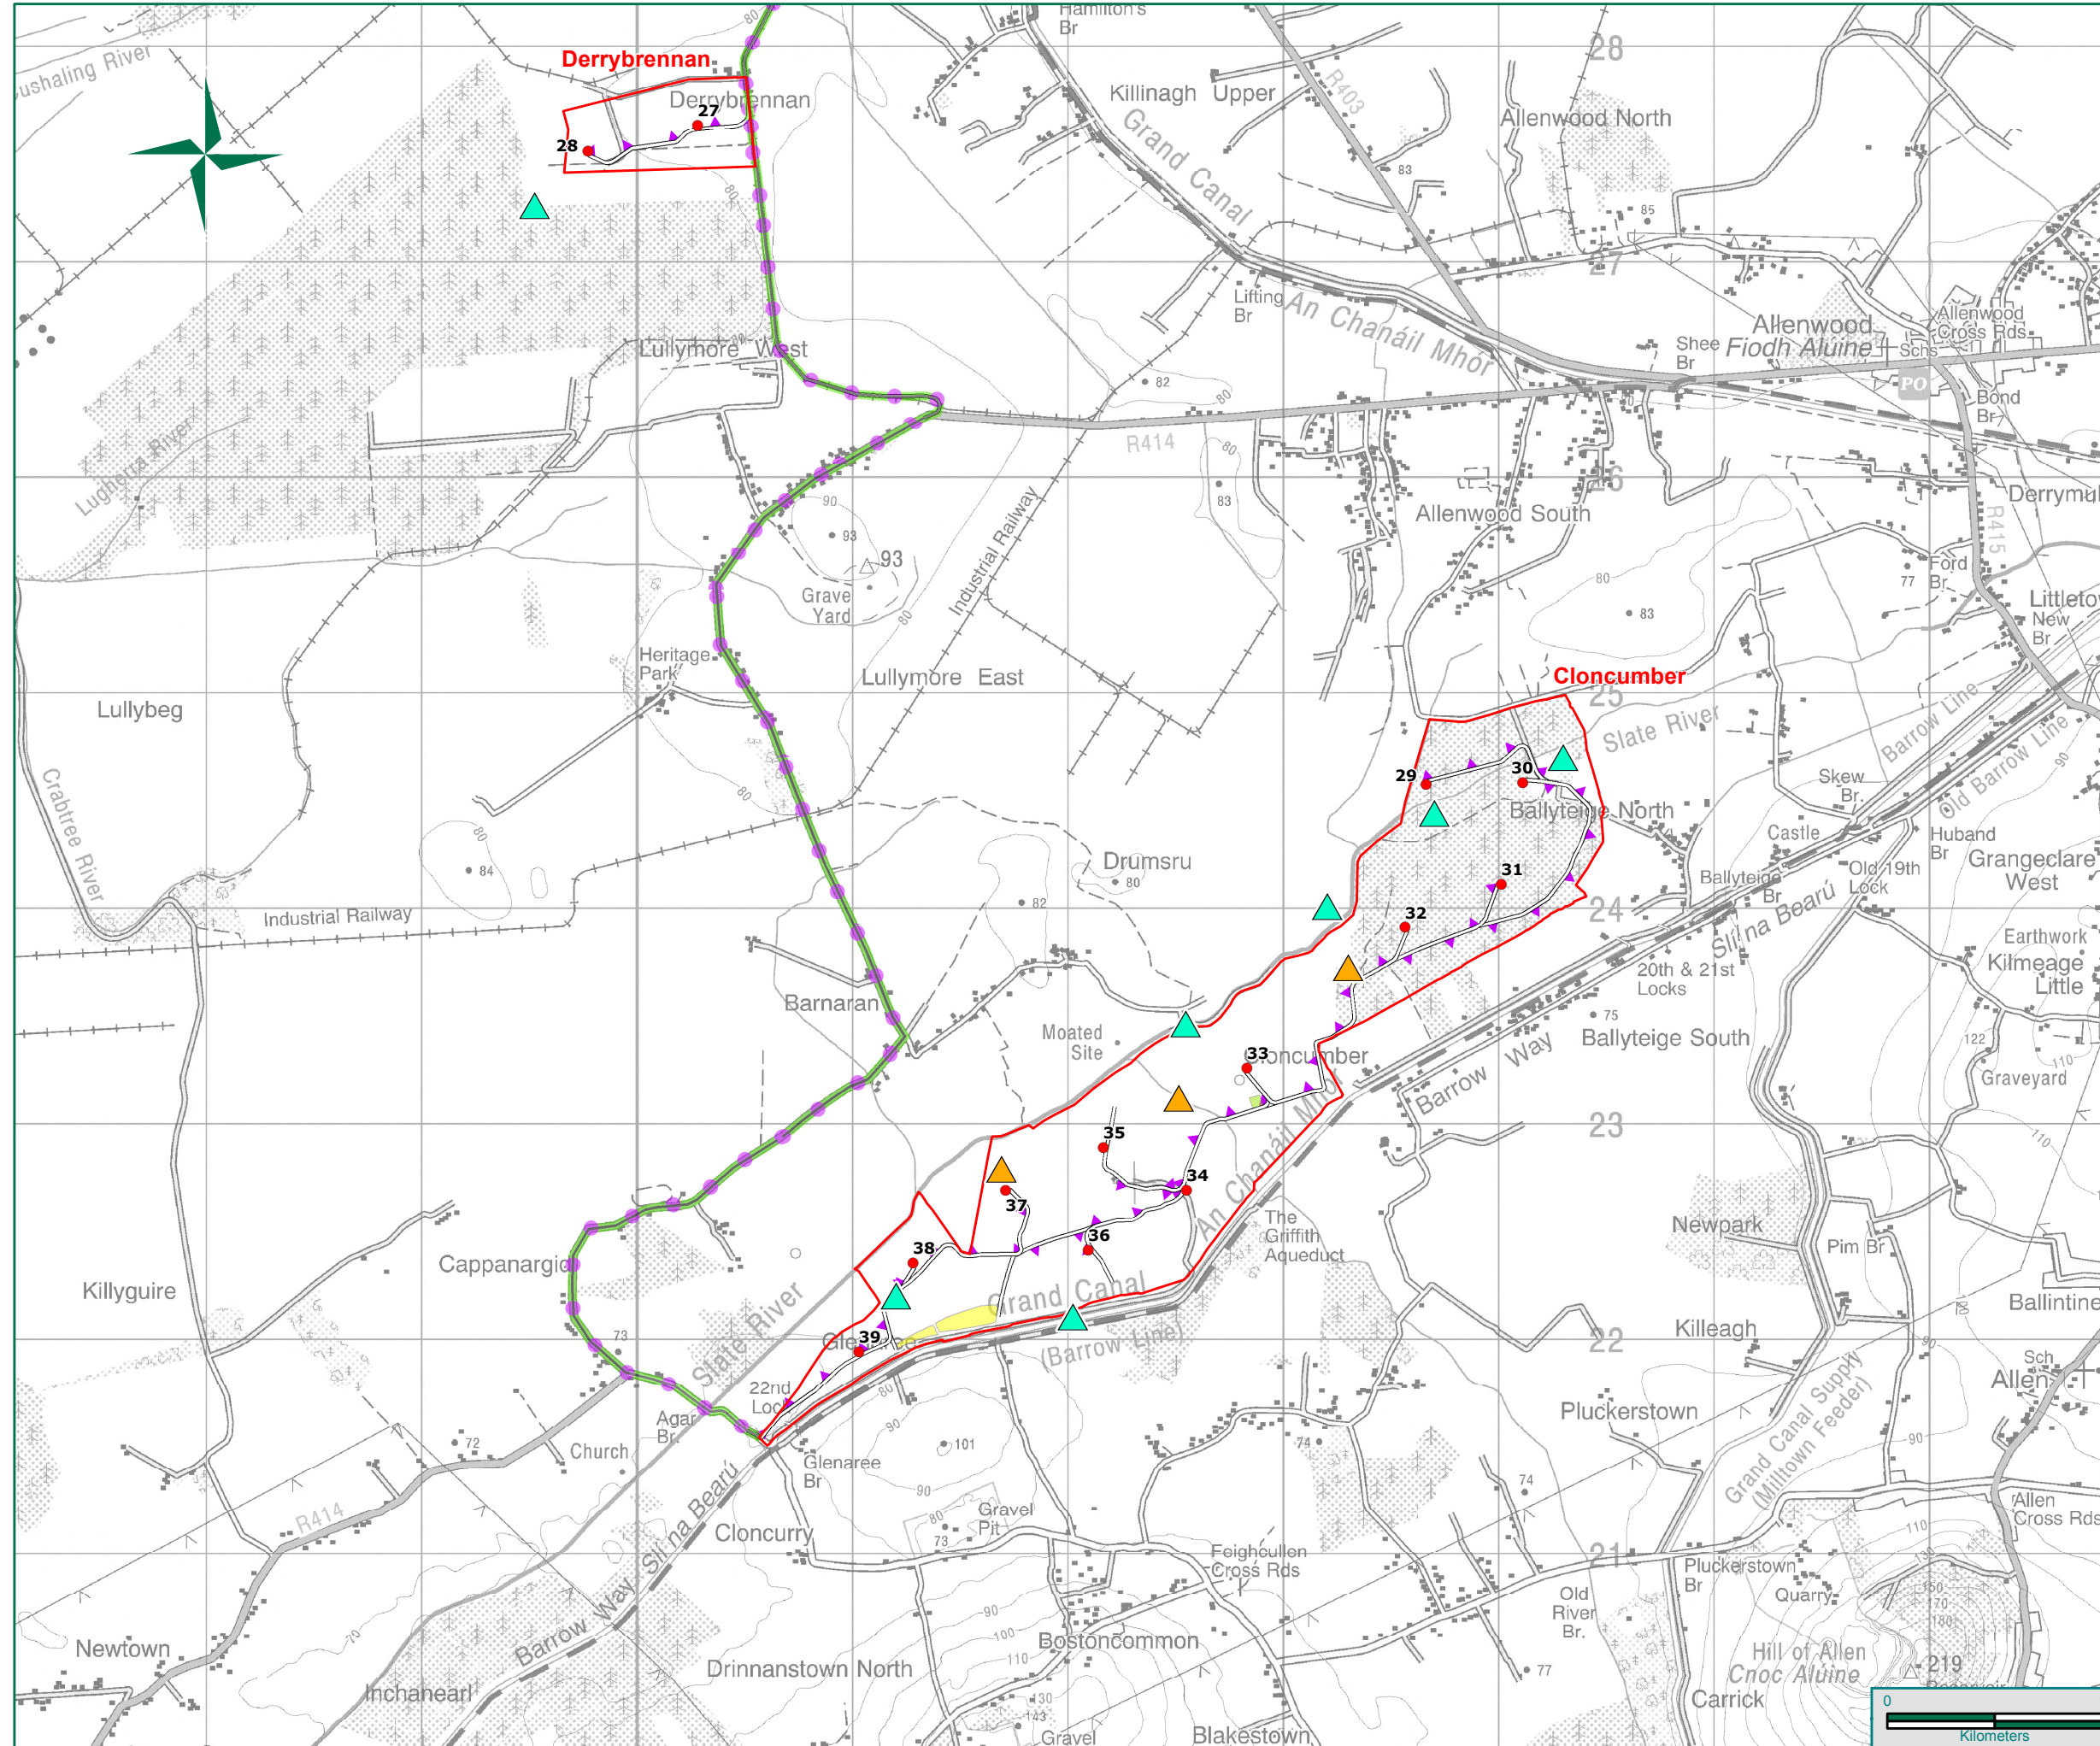 Hamilton's
Br
28
80
Derrybrennan
Derrybrennan
27
28
Killinagh Upper
R403
83
Allenwood North
Grand Canal
85
80
27
Lifting
Br
An Chanáil Mhór
Allenwood
Cross Rds
Allenwood
Fiodh Alúine
Schs
Shee
Br
PO
Bond
Br
Lullymore West
82
80
R414
80
83
26
Lugherra River
90
93
93
Grave
Yard
80
Industrial Railway
Allenwood South
R415
80
83
Ford
Br
77
New
Br
Heritage
Park
Lullymore East
Lullybeg
Cloncumber
25
Slate River
Barrow Line
Old Barrow Line
90
29
30
Ballyteige North
Skew
Br
Castle
Huband
Br
Old 19th
Lock
Grangeclare
West
Ballyteige
Br
Crabtree River
80
84
80
Drumsru
80
82
31
32
24
Industrial Railway
Slí na Bearú
Earthwork
Kilmeage
Little
20th & 21st
Locks
75
Ballyteige South
Barnaran
Moated
Site
33
Cloncumber
Barrow Way
122
110
Graveyard
23
110
35
34
37
36
38
39
An Chanáil Mhór
The
Griffith
Aqueduct
Newpark
Pim Br
Killyguire
Grand Canal
(Barrow Line)
Slate River
73
22
Killeagh
90
Sch
Allen
22nd
Lock
80
Agar
Br
Church
72
Glenaree
Br
90
101
74
Pluckerstown
Grand Canal Supply
(Milltown Feeder)
90
R414
90
80
73
Gravel
Pit
74
Cloncurry
Slí na Bearú
Feighcullen
Cross Rds
21
Pluckerstown
Br
110
Allen
Cross Rds
Old
River
Br.
Quarry
150
170
180
70
Newtown
Barrow Way
90
100
110
Bostoncommon
Drinnanstown North
Inchanearl
130
143
Gravel
Blakestown
77
Hill of Allen
Cnoc Alúine
219
Carrick
0
Kilometers